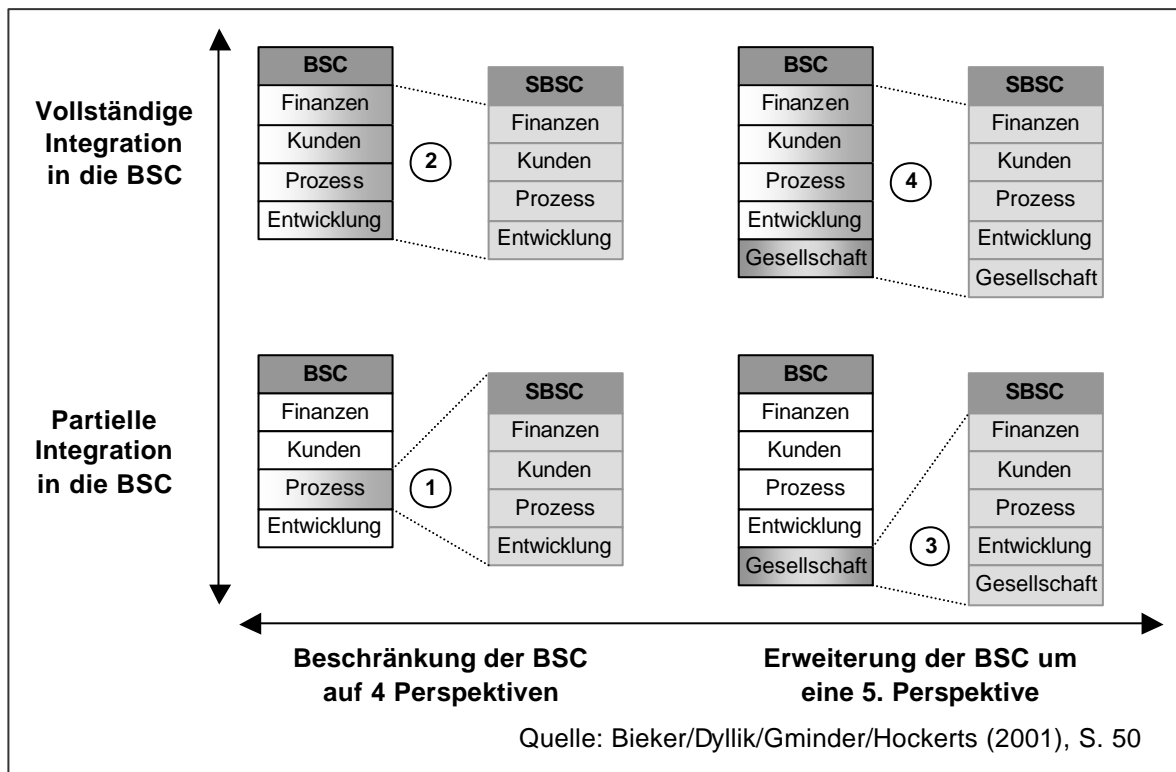 Vollständige
Integration
in die BSC
BSC
Finanzen
Kunden
Prozess
Entwicklung
2
SBSC
Finanzen
Kunden
Prozess
Entwicklung
BSC
Finanzen
Kunden
Prozess
Entwicklung
Gesellschaft
4
SBSC
Finanzen
Kunden
Prozess
Entwicklung
Gesellschaft
Partielle
Integration
in die BSC
BSC
Finanzen
Kunden
Prozess
Entwicklung
1
SBSC
Finanzen
Kunden
Prozess
Entwicklung
BSC
Finanzen
Kunden
Prozess
Entwicklung
Gesellschaft
3
SBSC
Finanzen
Kunden
Prozess
Entwicklung
Gesellschaft
Beschränkung der BSC
auf 4 Perspektiven
Erweiterung der BSC um
eine 5. Perspektive
Quelle: Bieker/Dyllik/Gminder/Hockerts (2001), S. 50